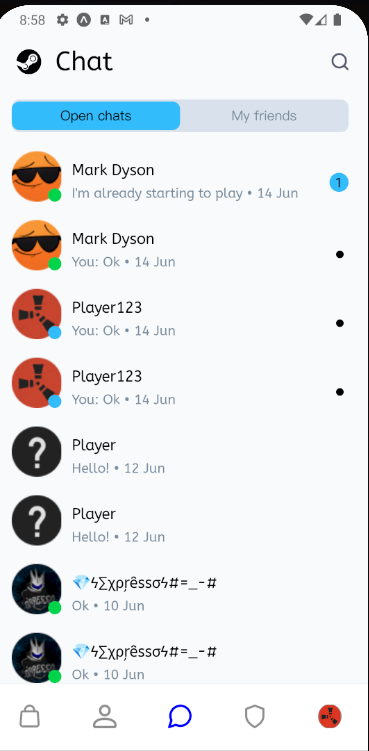 8:58
Chat
Open chats
My friends
Mark Dyson
I'm already starting to play • 14 Jun
1
Mark Dyson
You: Ok • 14 Jun
Player123
You: Ok • 14 Jun
Player123
You: Ok • 14 Jun
Player
Hello! • 12 Jun
Player
Hello! • 12 Jun
💎ϟ∑χρŗȇssσϟ#=_-#
Ok • 10 Jun
💎ϟ∑χρŗȇssσϟ#=_-#
Ok • 10 Jun